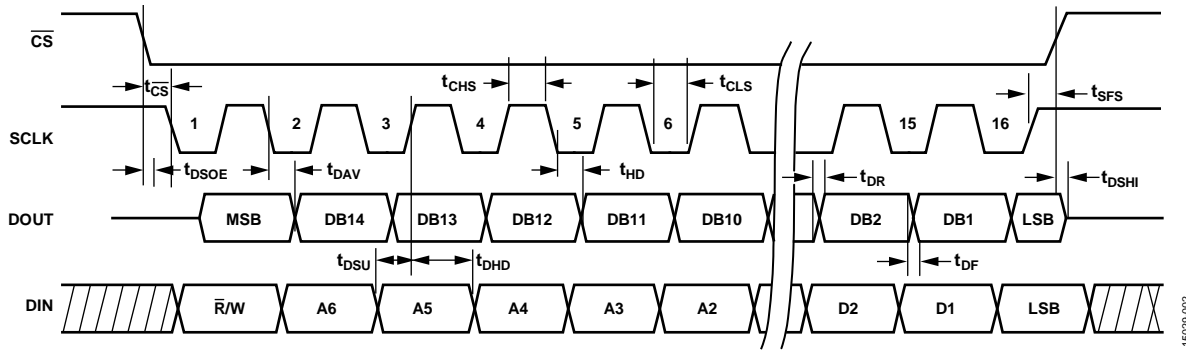 CS
tCS
tCHS
tCLS
tSFS
SCLK
1 2 3 4 5 6 15 16
tDSOE
tDAV
tHD
tDR
tDSHI
DOUT
MSB DB14 DB13 DB12 DB11 DB10 DB2 DB1 LSB
tDSU
tDHD
tDF
DIN
R/W A6 A5 A4 A3 A2 D2 D1 LSB
15039-002